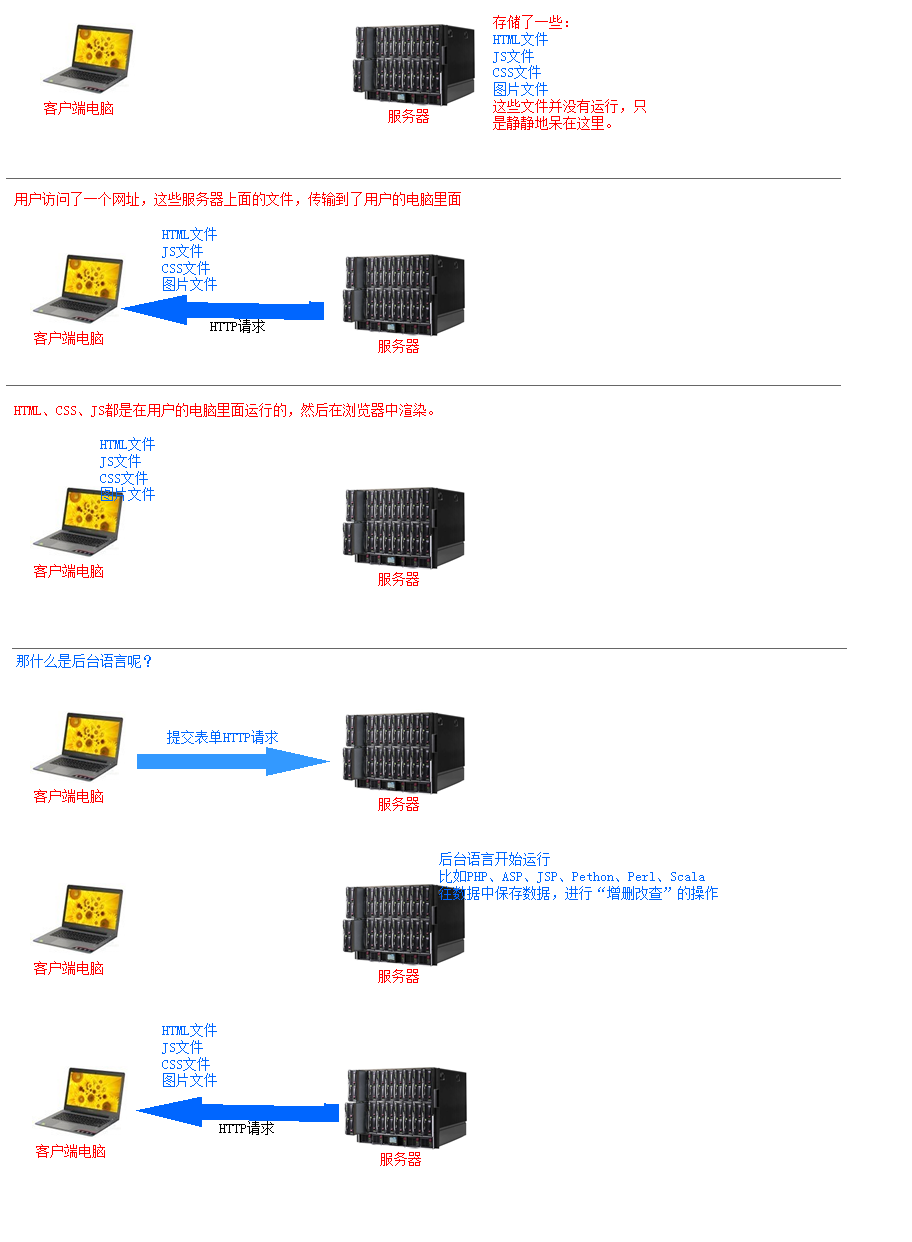 存储了一些：
HTML文件
JS文件
CSS文件
图片文件
这些文件并没有运行，只
是静静地呆在这里。
客户端电脑
服务器
用户访问了一个网址，这些服务器上面的文件，传输到了用户的电脑里面
HTML文件
JS文件
CSS文件
图片文件
HTTP请求
客户端电脑
服务器
HTML、CSS、JS都是在用户的电脑里面运行的，然后在浏览器中渲染。
HTML文件
JS文件
CSS文件
图片文件
客户端电脑
服务器
那什么是后台语言呢？
提交表单HTTP请求
客户端电脑
服务器
后台语言开始运行
比如PHP、ASP、JSP、Pethon、Perl、Scala
往数据中保存数据，进行“增删改查”的操作
客户端电脑
服务器
HTML文件
JS文件
CSS文件
图片文件
HTTP请求
客户端电脑
服务器